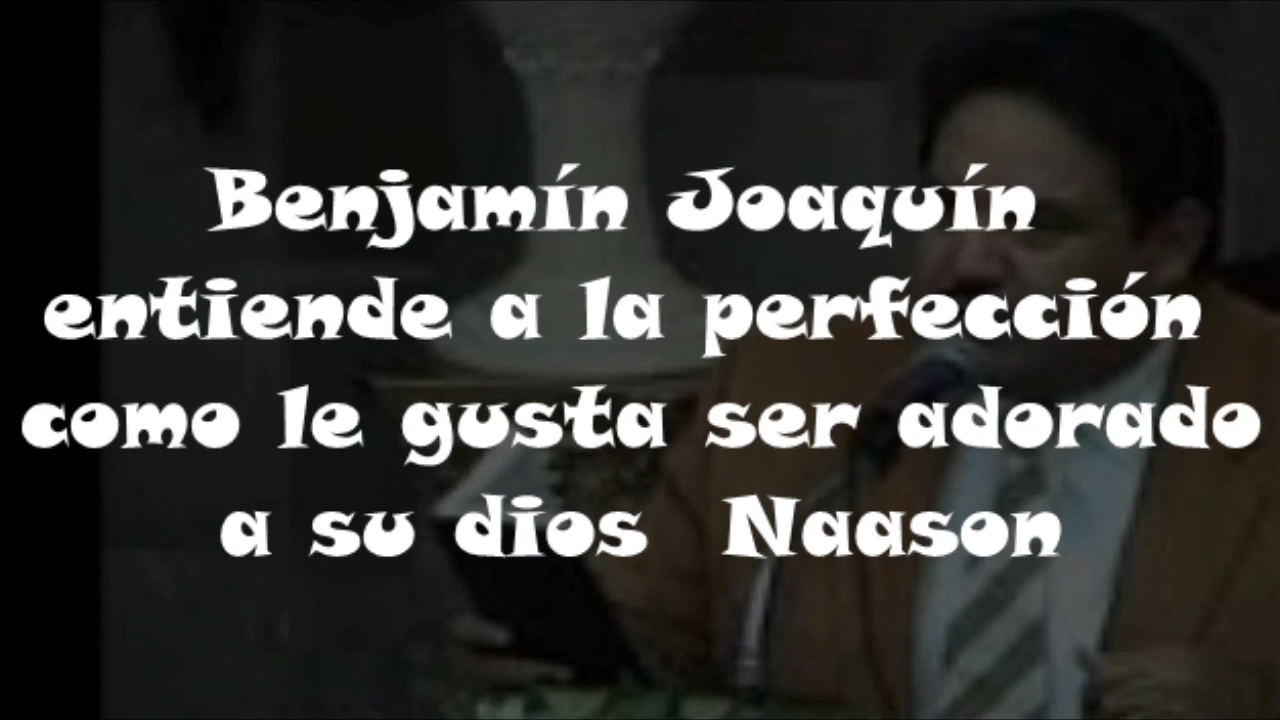 Benjamín Joaquín
entiende a la perfección
como le gusta ser adorado
a su dios Naason